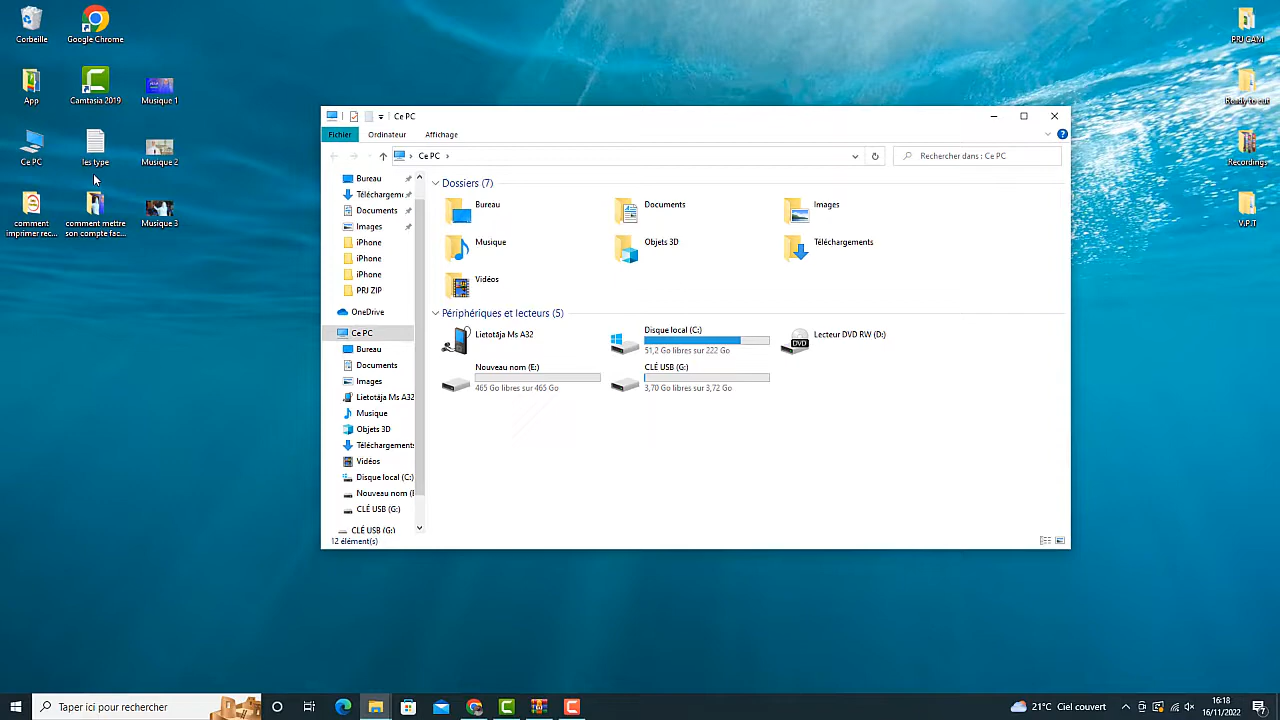 Corbeille
Google Chrome
App
Camtasia 2019
Musique 1
Ce PC
les type
Musique 2
comment imprimer rec...
comment mettre son compte fac...
Musique 3
PRJ CAM
Ready to cut
Recordings
V.P.I.T
Ce PC
Fichier
Ordinateur
Affichage
Ce PC
Rechercher dans : Ce PC
Bureau
Téléchargeme
Documents
Images
iPhone
iPhone
iPhone
PRJ ZIP
OneDrive
Ce PC
Bureau
Documents
Images
Lietotāja Ms A32
Musique
Objets 3D
Téléchargements
Vidéos
Disque local (C:)
Nouveau nom (E
CLÉ USB (G:)
CLÉ USB (G:)
Dossiers (7)
Bureau
Documents
Images
Musique
Objets 3D
Téléchargements
Vidéos
Périphériques et lecteurs (5)
Lietotāja Ms A32
Disque local (C:)
51,2 Go libres sur 222 Go
Lecteur DVD RW (D:)
Nouveau nom (E:)
465 Go libres sur 465 Go
CLÉ USB (G:)
3,70 Go libres sur 3,72 Go
12 élément(s)
Taper ici pour rechercher
21°C Ciel couvert
16:18
16/11/2022